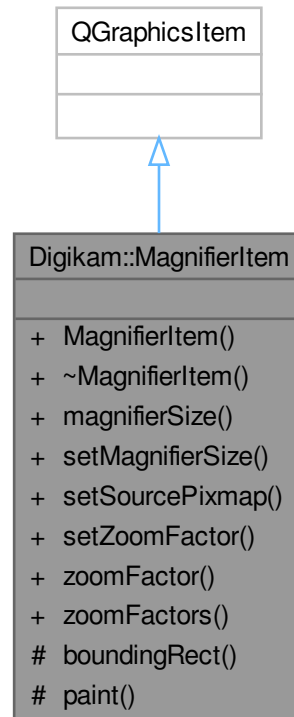 QGraphicsItem
Digikam::MagnifierItem
+ MagnifierItem()
+ ~MagnifierItem()
+ magnifierSize()
+ setMagnifierSize()
+ setSourcePixmap()
+ setZoomFactor()
+ zoomFactor()
+ zoomFactors()
# boundingRect()
# paint()